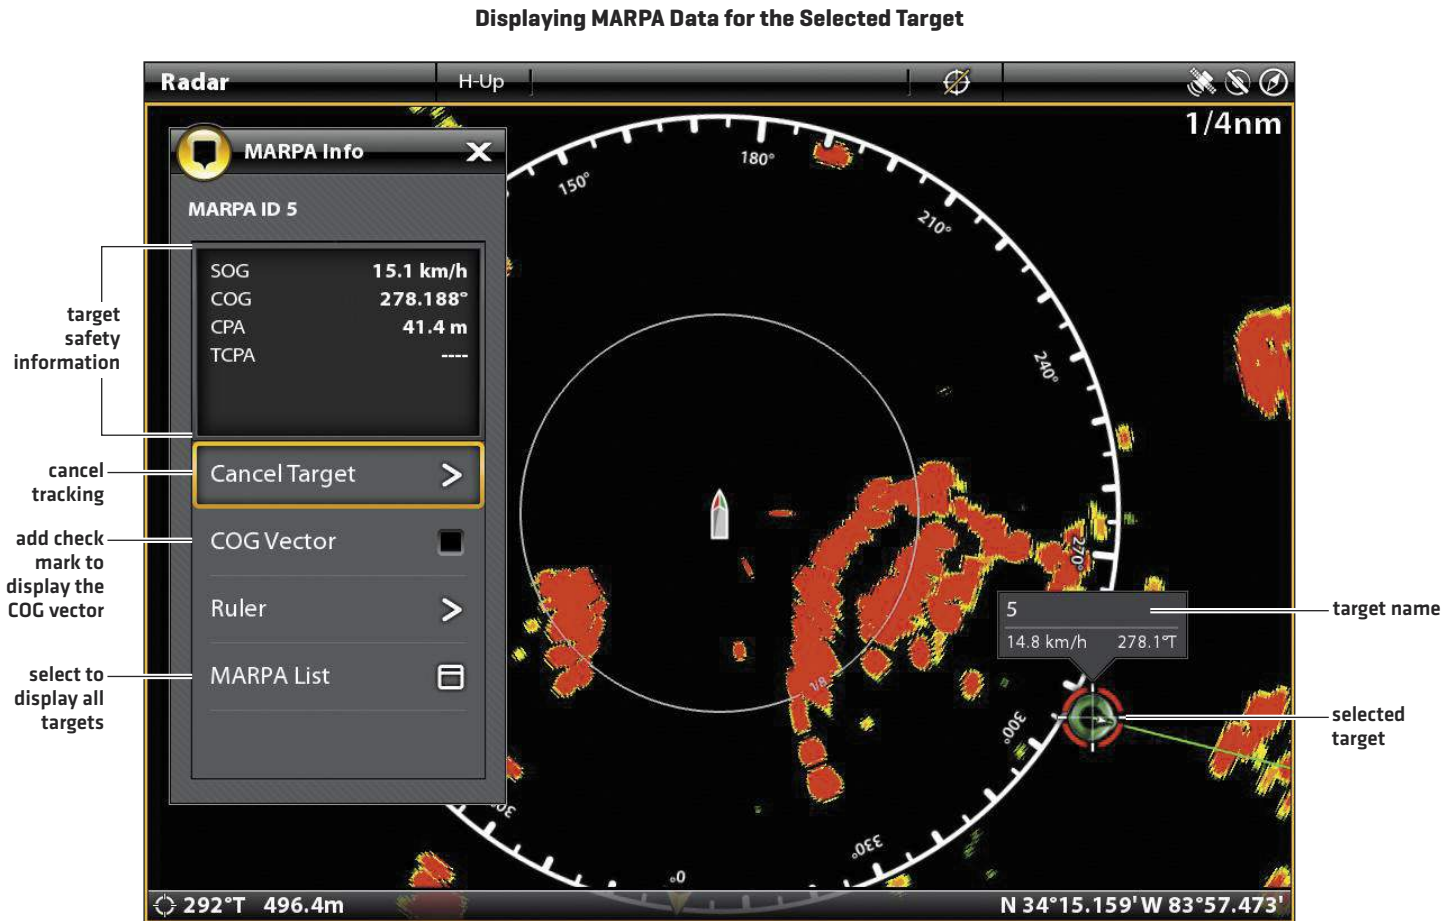 Displaying MARPA Data for the Selected Target
Radar
H-Up
1/4nm
MARPA Info
MARPA ID 5
SOG 15.1 km/h
COG 278.188°
CPA 41.4 m
TCPA ----
Cancel Target
COG Vector
Ruler
MARPA List
target
safety
information
cancel
tracking
add check
mark to
display the
COG vector
select to
display all
targets
150°
180°
210°
240°
270°
300°
330°
0°
30°
1/8
5
14.8 km/h 278.1°T
target name
selected
target
292°T 496.4m
N 34°15.159' W 83°57.473'